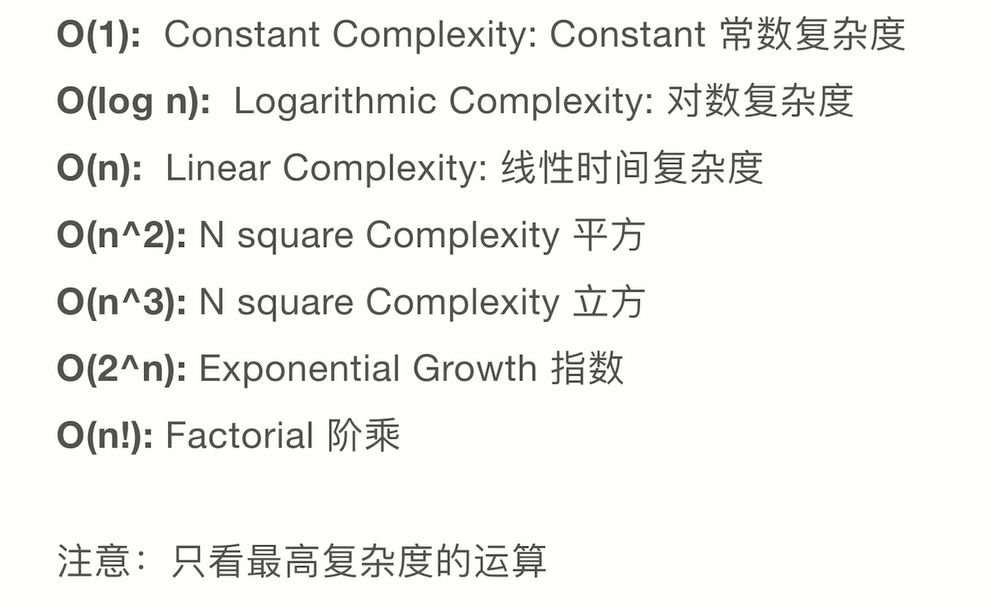 O(1): Constant Complexity: Constant 常数复杂度
O(log n): Logarithmic Complexity: 对数复杂度
O(n): Linear Complexity: 线性时间复杂度
O(n^2): N square Complexity 平方
O(n^3): N square Complexity 立方
O(2^n): Exponential Growth 指数
O(n!): Factorial 阶乘
注意：只看最高复杂度的运算